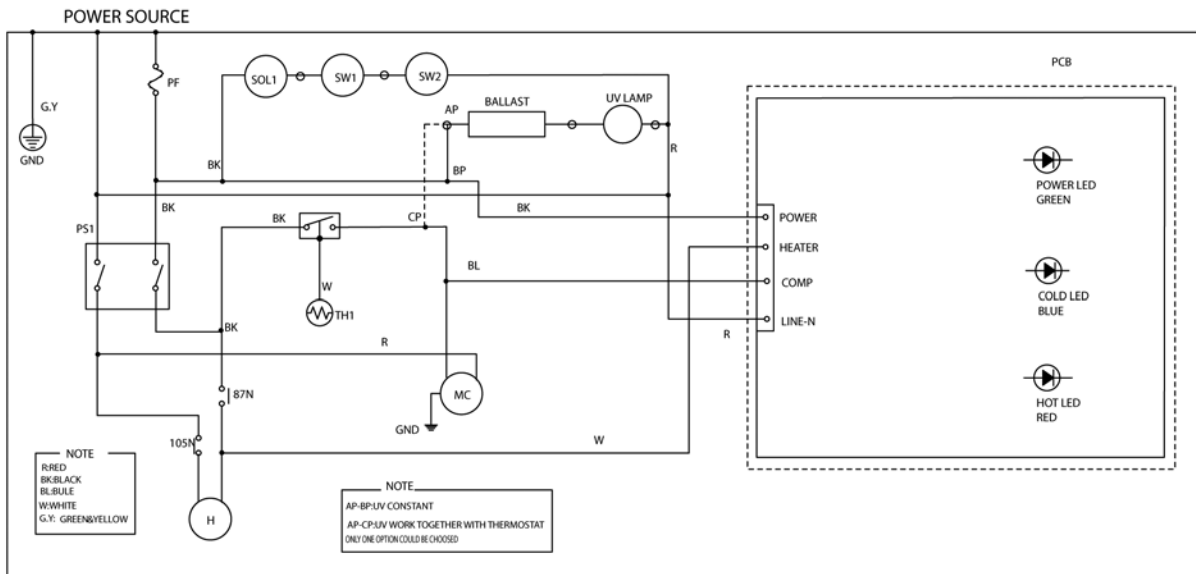 POWER SOURCE
PCB
PF
SOL1
SW1
SW2
G.Y
GND
AP
BALLAST
UV LAMP
BK
BP
R
POWER LED
GREEN
BK
PS1
BK
CP
BK
POWER
HEATER
COMP
LINE-N
BL
W
TH1
COLD LED
BLUE
BK
R
R
87N
MC
GND
HOT LED
RED
105N
W
H
NOTE
R:RED
BK:BLACK
BL:BULE
W:WHITE
G.Y: GREEN&YELLOW
NOTE
AP-BP:UV CONSTANT
AP-CP:UV WORK TOGETHER WITH THERMOSTAT
ONLY ONE OPTION COULD BE CHOOSED